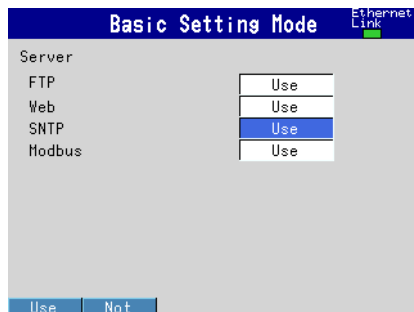 Basic Setting Mode
Ethernet
Link
Server
FTP Use
Web Use
SNTP Use
Modbus Use
Use Not